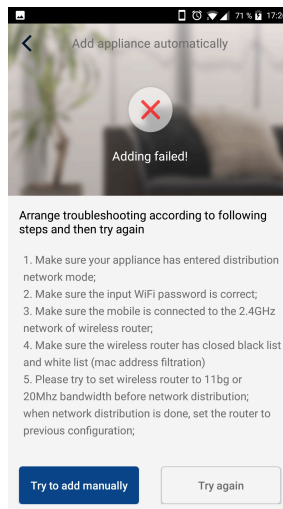 71 % 17:2
Add appliance automatically
Adding failed!
Arrange troubleshooting according to following
steps and then try again
1. Make sure your appliance has entered distribution
network mode;
2. Make sure the input WiFi password is correct;
3. Make sure the mobile is connected to the 2.4GHz
network of wireless router;
4. Make sure the wireless router has closed black list
and white list (mac address filtration)
5. Please try to set wireless router to 11bg or
20Mhz bandwidth before network distribution;
when network distribution is done, set the router to
previous configuration;
Try to add manually Try again